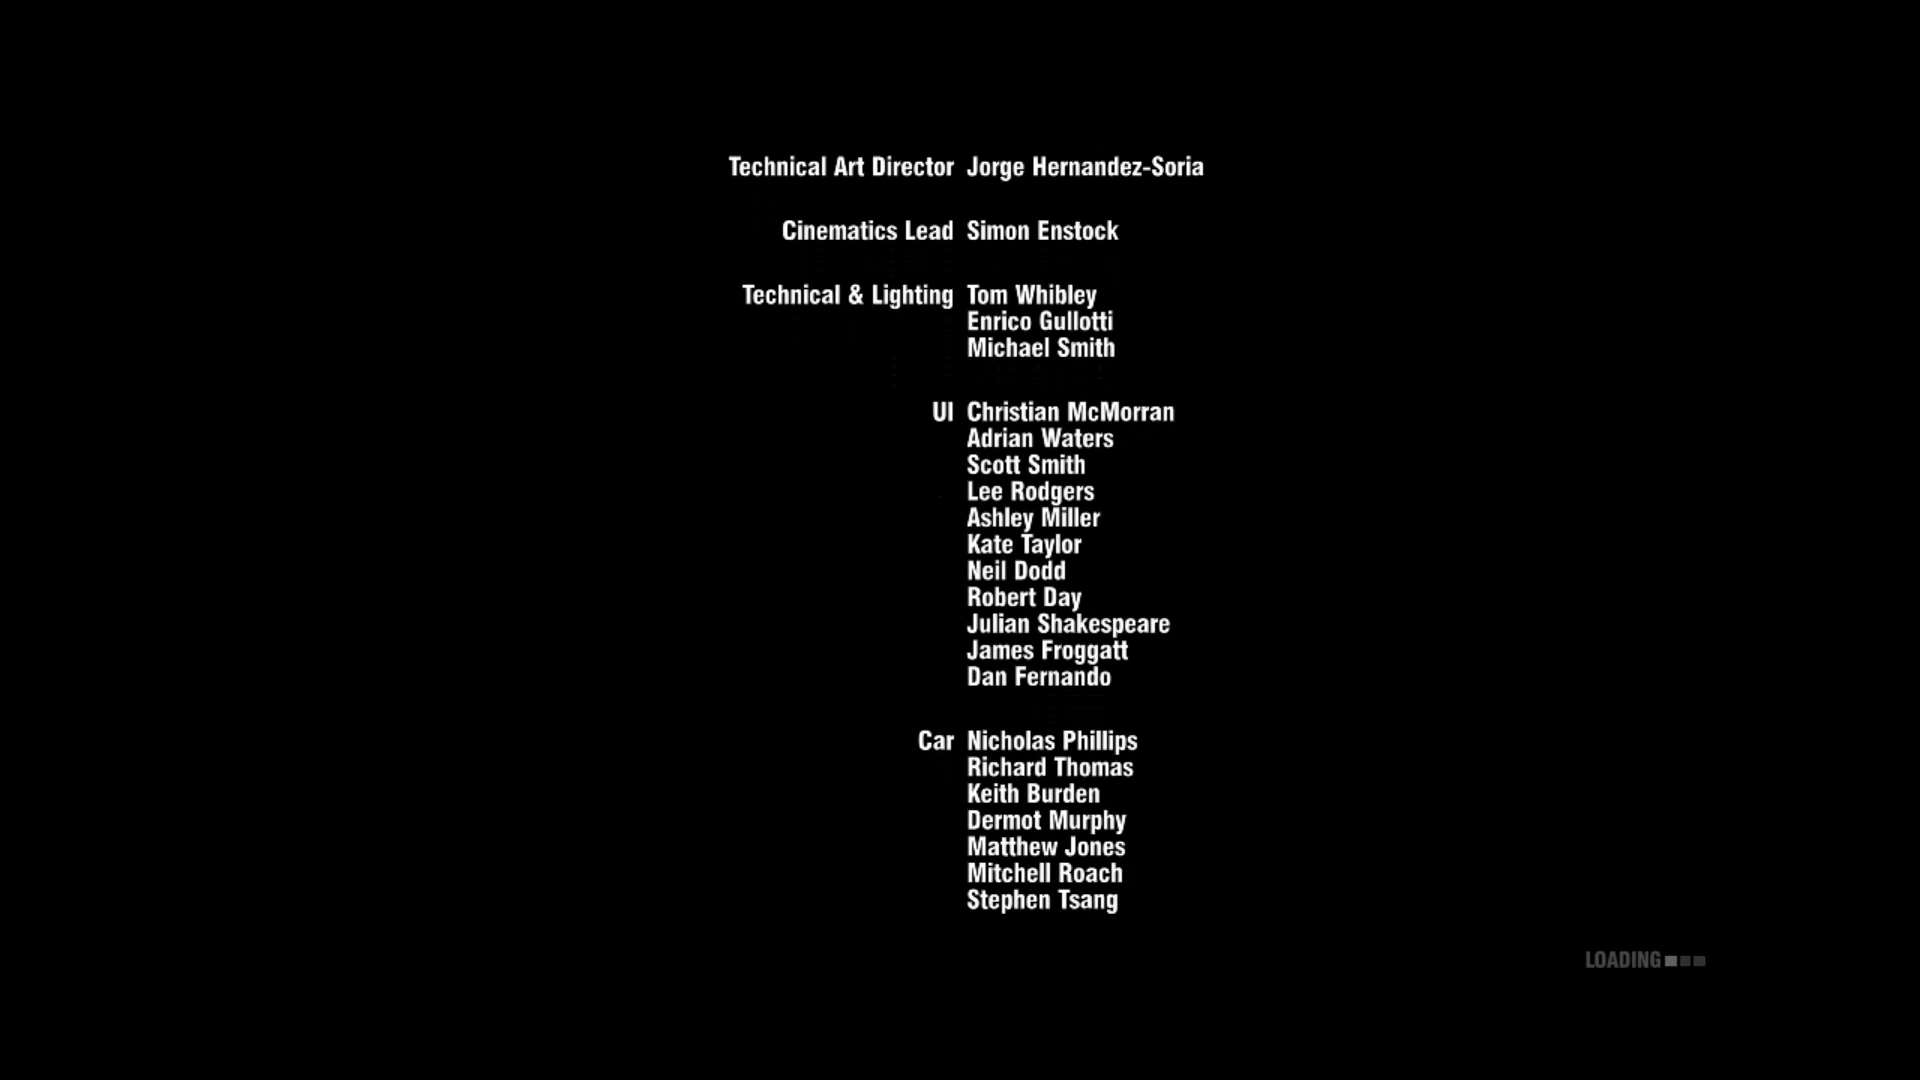 Technical Art Director Jorge Hernandez-Soria
Cinematics Lead Simon Enstock
Technical & Lighting Tom Whibley
Enrico Gullotti
Michael Smith
UI Christian McMorran
Adrian Waters
Scott Smith
Lee Rodgers
Ashley Miller
Kate Taylor
Neil Dodd
Robert Day
Julian Shakespeare
James Froggatt
Dan Fernando
Car Nicholas Phillips
Richard Thomas
Keith Burden
Dermot Murphy
Matthew Jones
Mitchell Roach
Stephen Tsang
LOADING